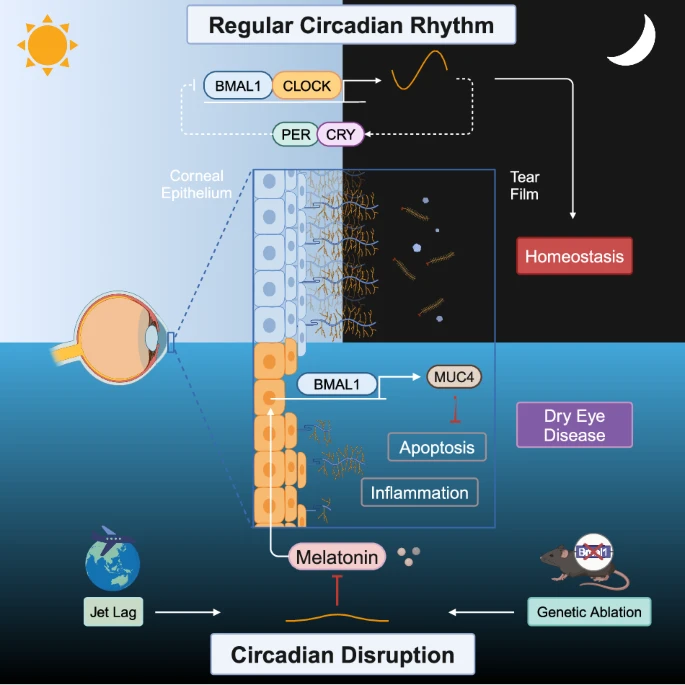 Regular Circadian Rhythm
BMAL1 CLOCK
PER CRY
Corneal
Epithelium
Tear
Film
Homeostasis
BMAL1
MUC4
Apoptosis
Inflammation
Dry Eye
Disease
Melatonin
Bmal1
Jet Lag
Genetic Ablation
Circadian Disruption